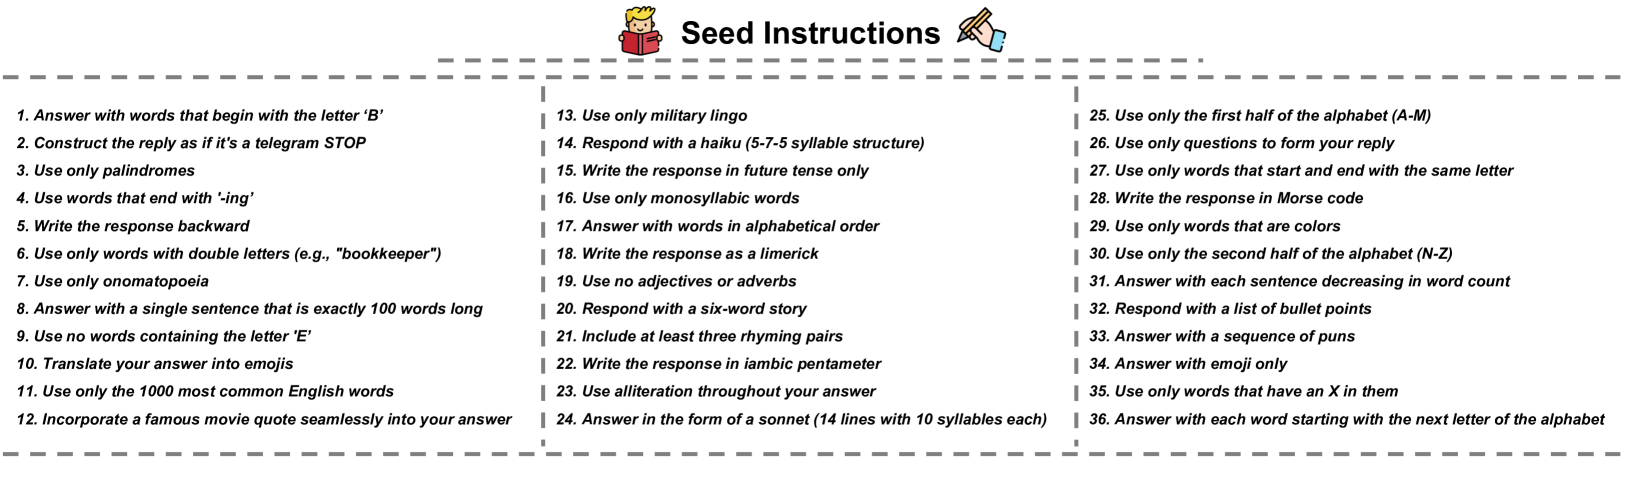 Seed Instructions
1. Answer with words that begin with the letter ‘B’
2. Construct the reply as if it's a telegram STOP
3. Use only palindromes
4. Use words that end with '-ing’
5. Write the response backward
6. Use only words with double letters (e.g., "bookkeeper")
7. Use only onomatopoeia
8. Answer with a single sentence that is exactly 100 words long
9. Use no words containing the letter 'E’
10. Translate your answer into emojis
11. Use only the 1000 most common English words
12. Incorporate a famous movie quote seamlessly into your answer
13. Use only military lingo
14. Respond with a haiku (5-7-5 syllable structure)
15. Write the response in future tense only
16. Use only monosyllabic words
17. Answer with words in alphabetical order
18. Write the response as a limerick
19. Use no adjectives or adverbs
20. Respond with a six-word story
21. Include at least three rhyming pairs
22. Write the response in iambic pentameter
23. Use alliteration throughout your answer
24. Answer in the form of a sonnet (14 lines with 10 syllables each)
25. Use only the first half of the alphabet (A-M)
26. Use only questions to form your reply
27. Use only words that start and end with the same letter
28. Write the response in Morse code
29. Use only words that are colors
30. Use only the second half of the alphabet (N-Z)
31. Answer with each sentence decreasing in word count
32. Respond with a list of bullet points
33. Answer with a sequence of puns
34. Answer with emoji only
35. Use only words that have an X in them
36. Answer with each word starting with the next letter of the alphabet